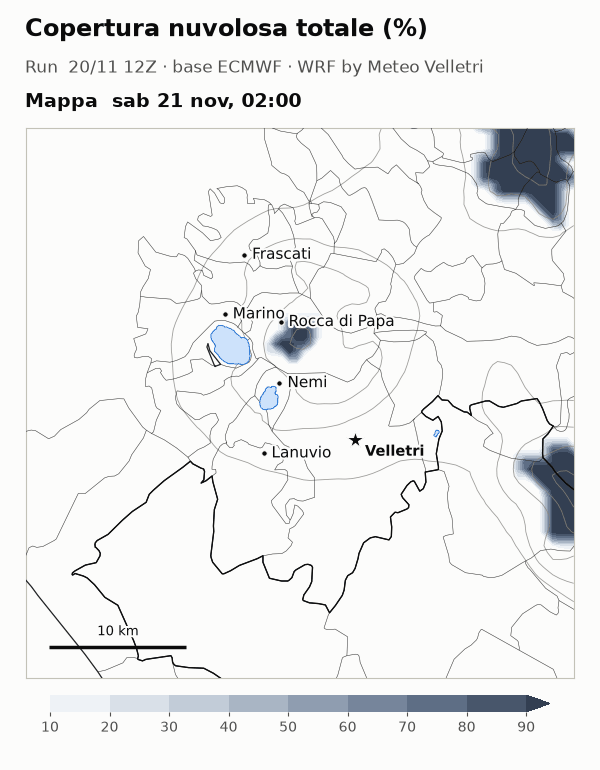 Copertura nuvolosa totale (%)
Run  20/11 12Z · base ECMWF · WRF by Meteo Velletri
Mappa  sab 21 nov, 02:00
Frascati
Marino
Rocca di Papa
Nemi
Velletri
Lanuvio
10 km
10 20 30 40 50 60 70 80 90